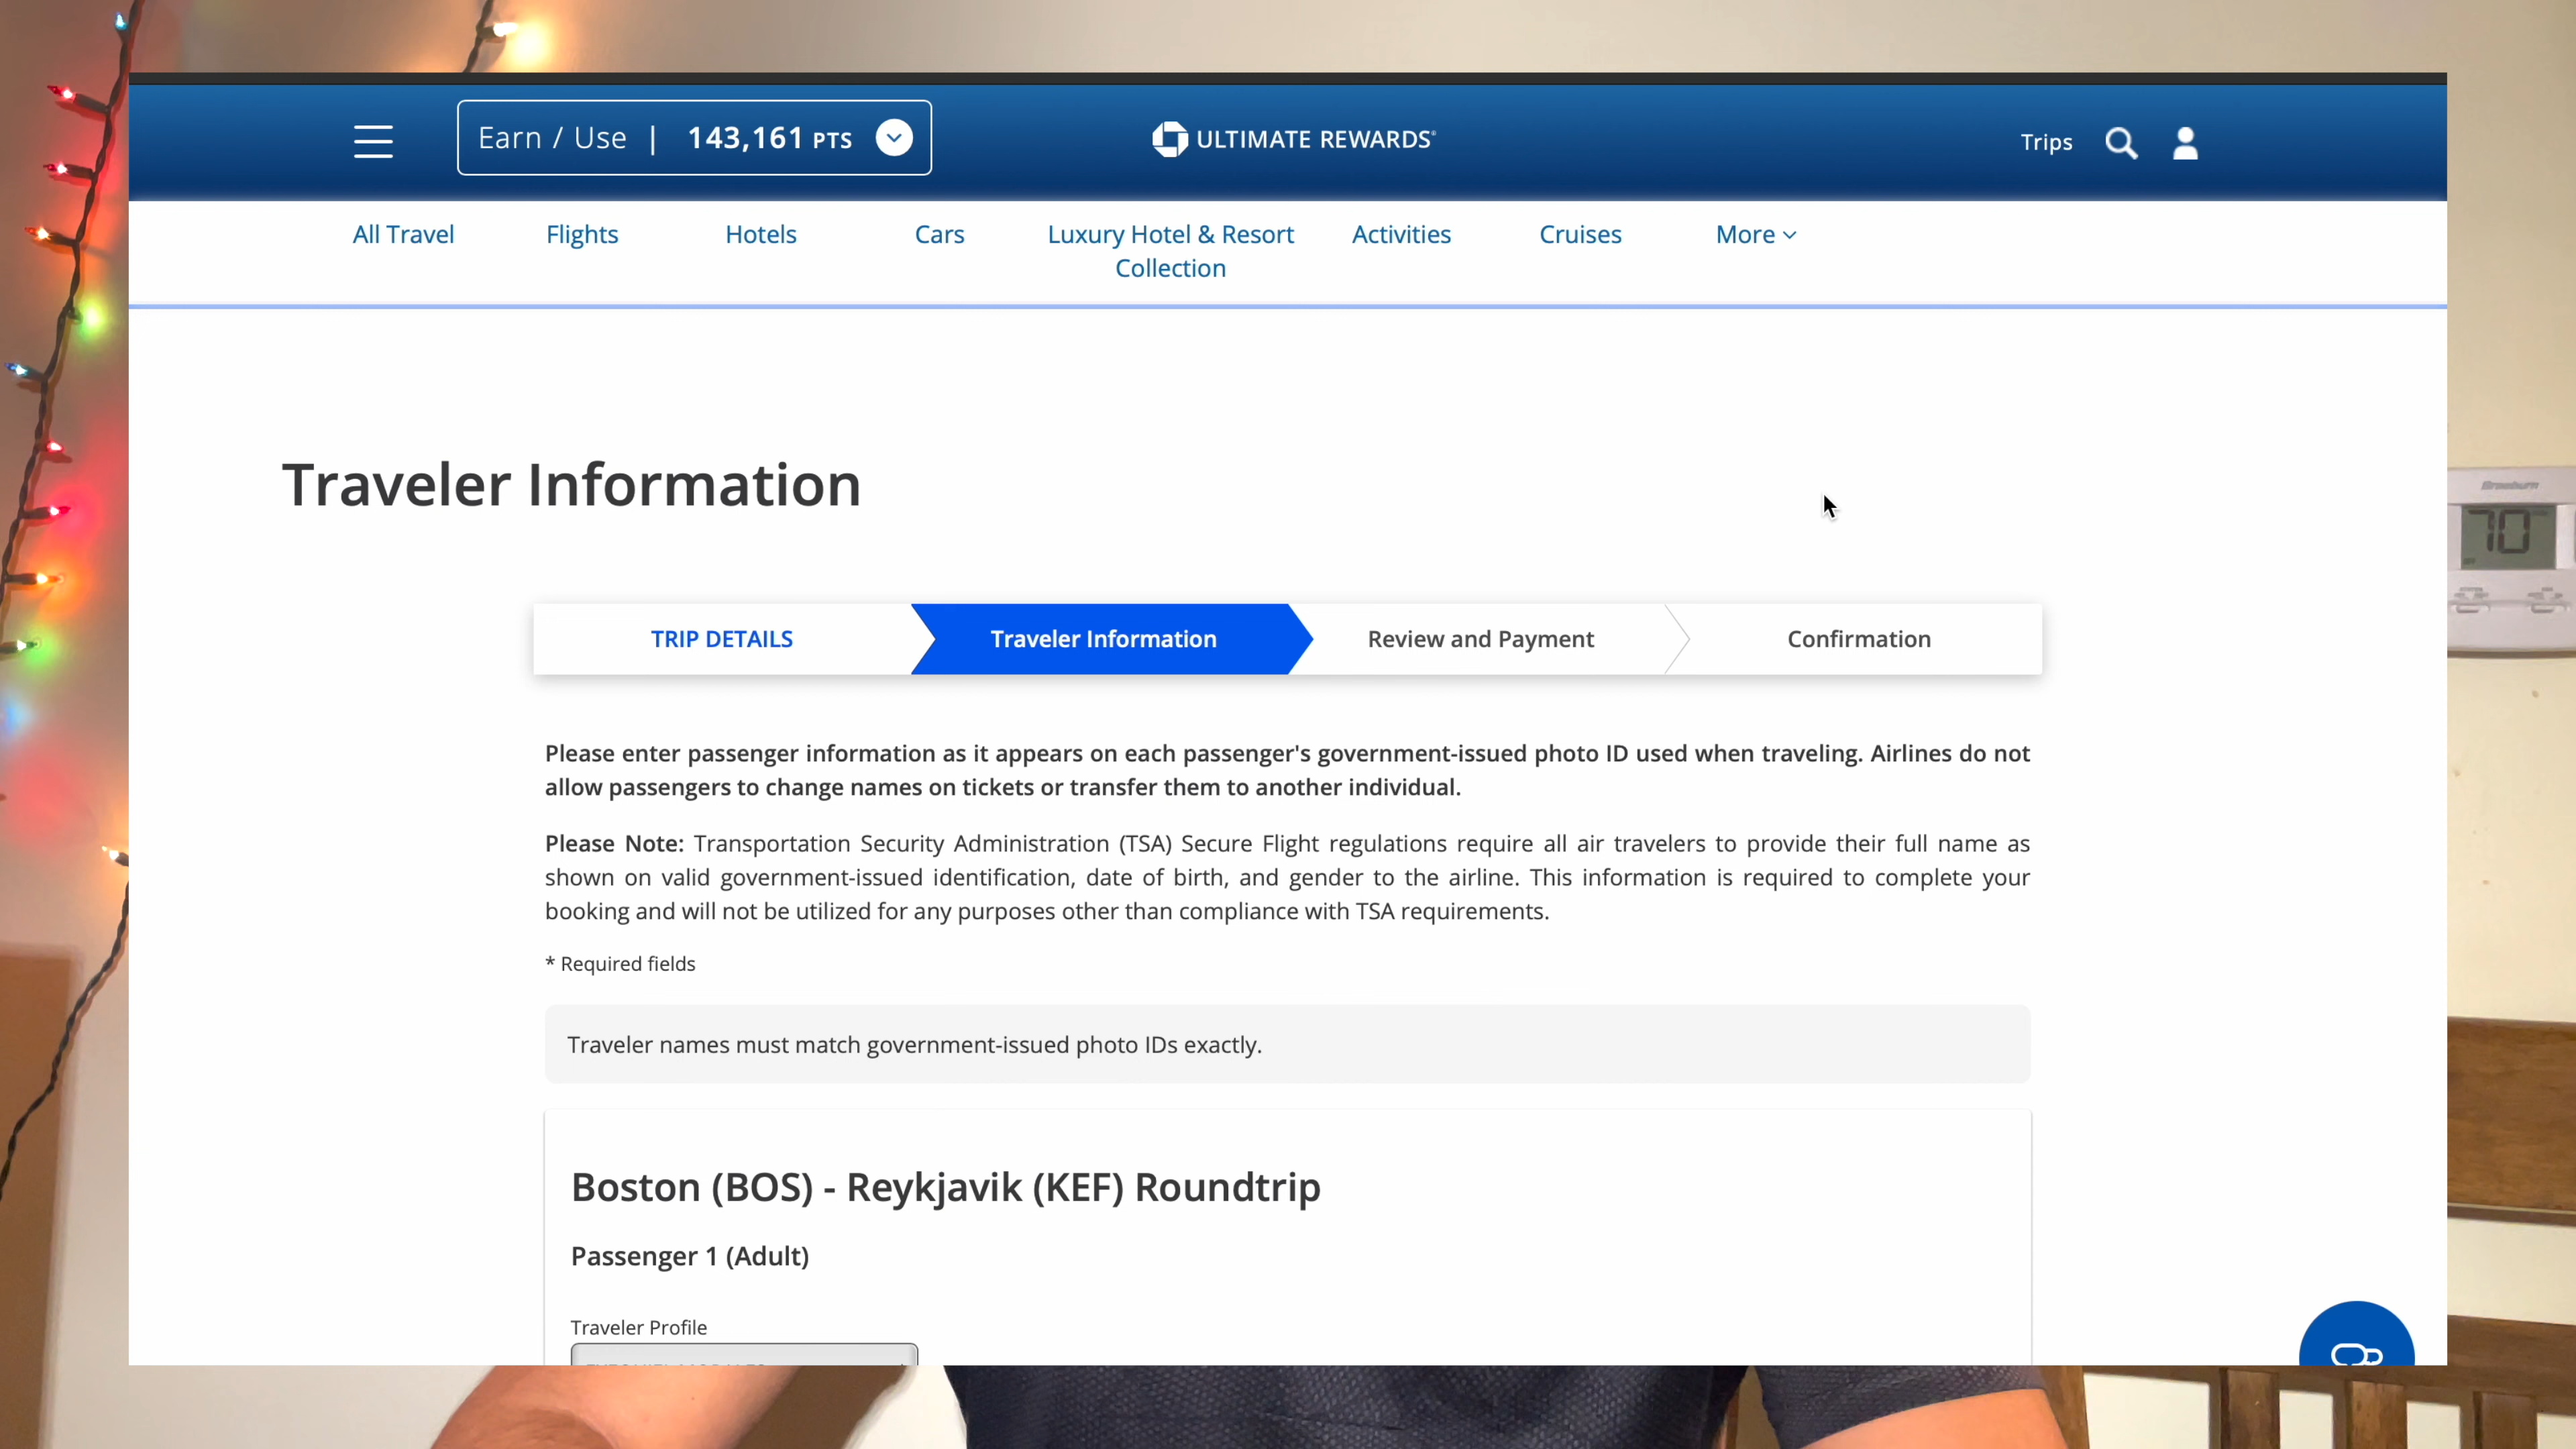 Earn / Use | 143,161 PTS
ULTIMATE REWARDS®
Trips
All Travel
Flights
Hotels
Cars
Luxury Hotel & Resort
Collection
Activities
Cruises
More
Traveler Information
TRIP DETAILS
Traveler Information
Review and Payment
Confirmation
Please enter passenger information as it appears on each passenger's government-issued photo ID used when traveling. Airlines do not
allow passengers to change names on tickets or transfer them to another individual.
Please Note: Transportation Security Administration (TSA) Secure Flight regulations require all air travelers to provide their full name as
shown on valid government-issued identification, date of birth, and gender to the airline. This information is required to complete your
booking and will not be utilized for any purposes other than compliance with TSA requirements.
* Required fields
Traveler names must match government-issued photo IDs exactly.
Boston (BOS) - Reykjavik (KEF) Roundtrip
Passenger 1 (Adult)
Traveler Profile
Braeburn
70